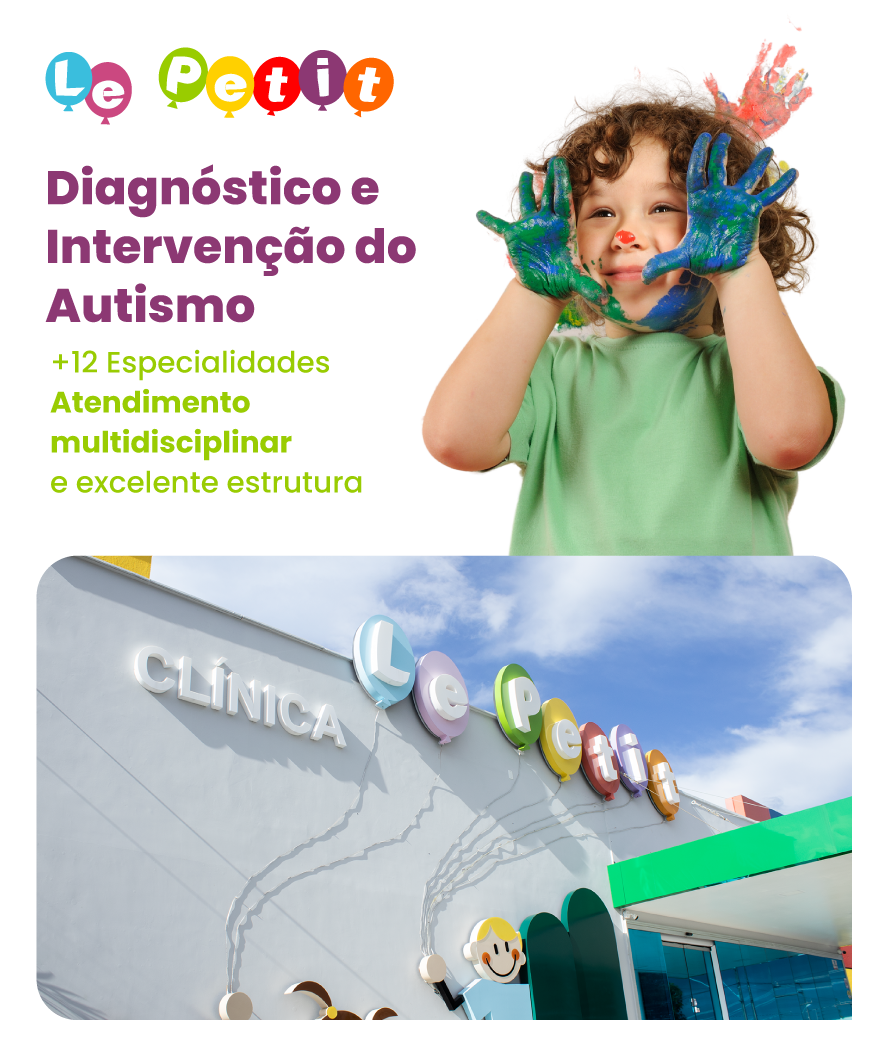 Le Petit
Diagnóstico e
Intervenção do
Autismo
+12 Especialidades
Atendimento
multidisciplinar
e excelente estrutura
CLÍNICA Le Petit